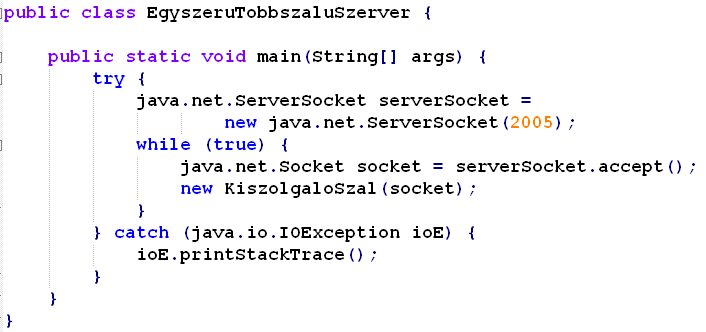 public class EgyszeruTobbszaluSzerver {
public static void main(String[] args) {
try {
java.net.ServerSocket serverSocket =
new java.net.ServerSocket(2005);
while (true) {
java.net.Socket socket = serverSocket.accept();
new KiszolgaloSzal(socket);
}
} catch (java.io.IOException ioE) {
ioE.printStackTrace();
}
}
}